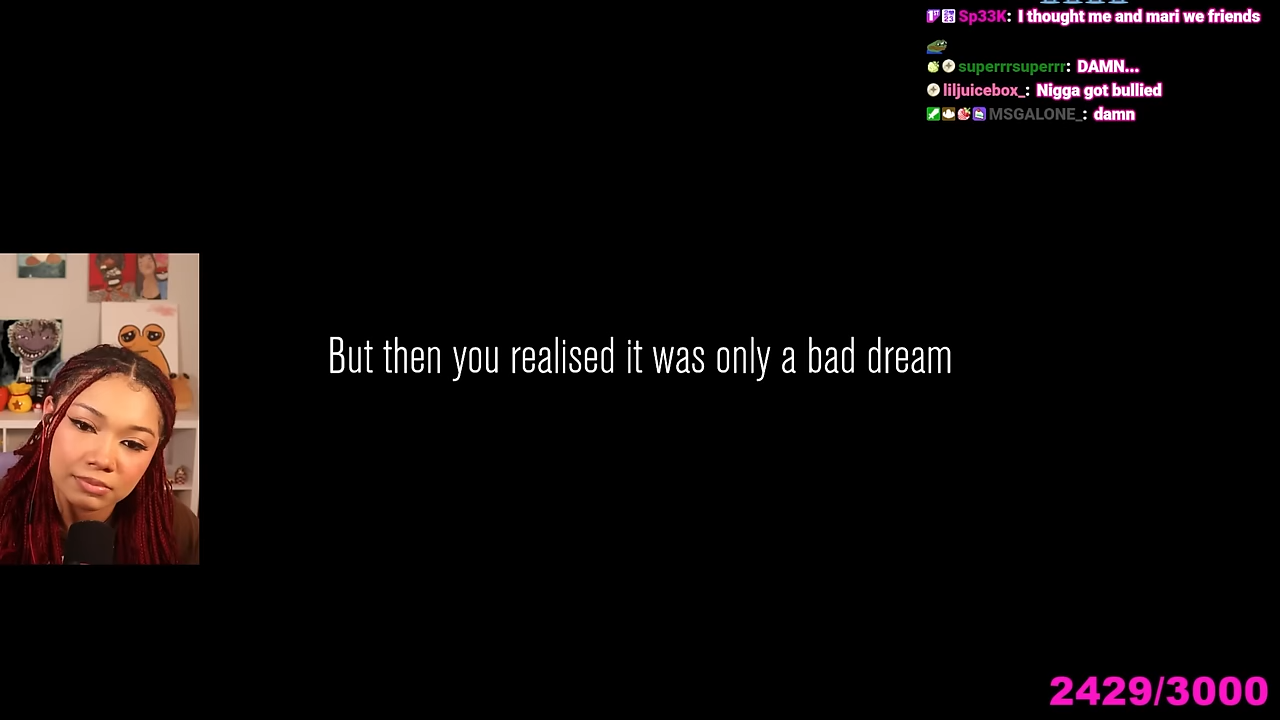 Sp33K: I thought me and mari we friends
superrrsuperrr: DAMN...
liljuicebox_: Nigga got bullied
MSGALONE_: damn
But then you realised it was only a bad dream
2429/3000